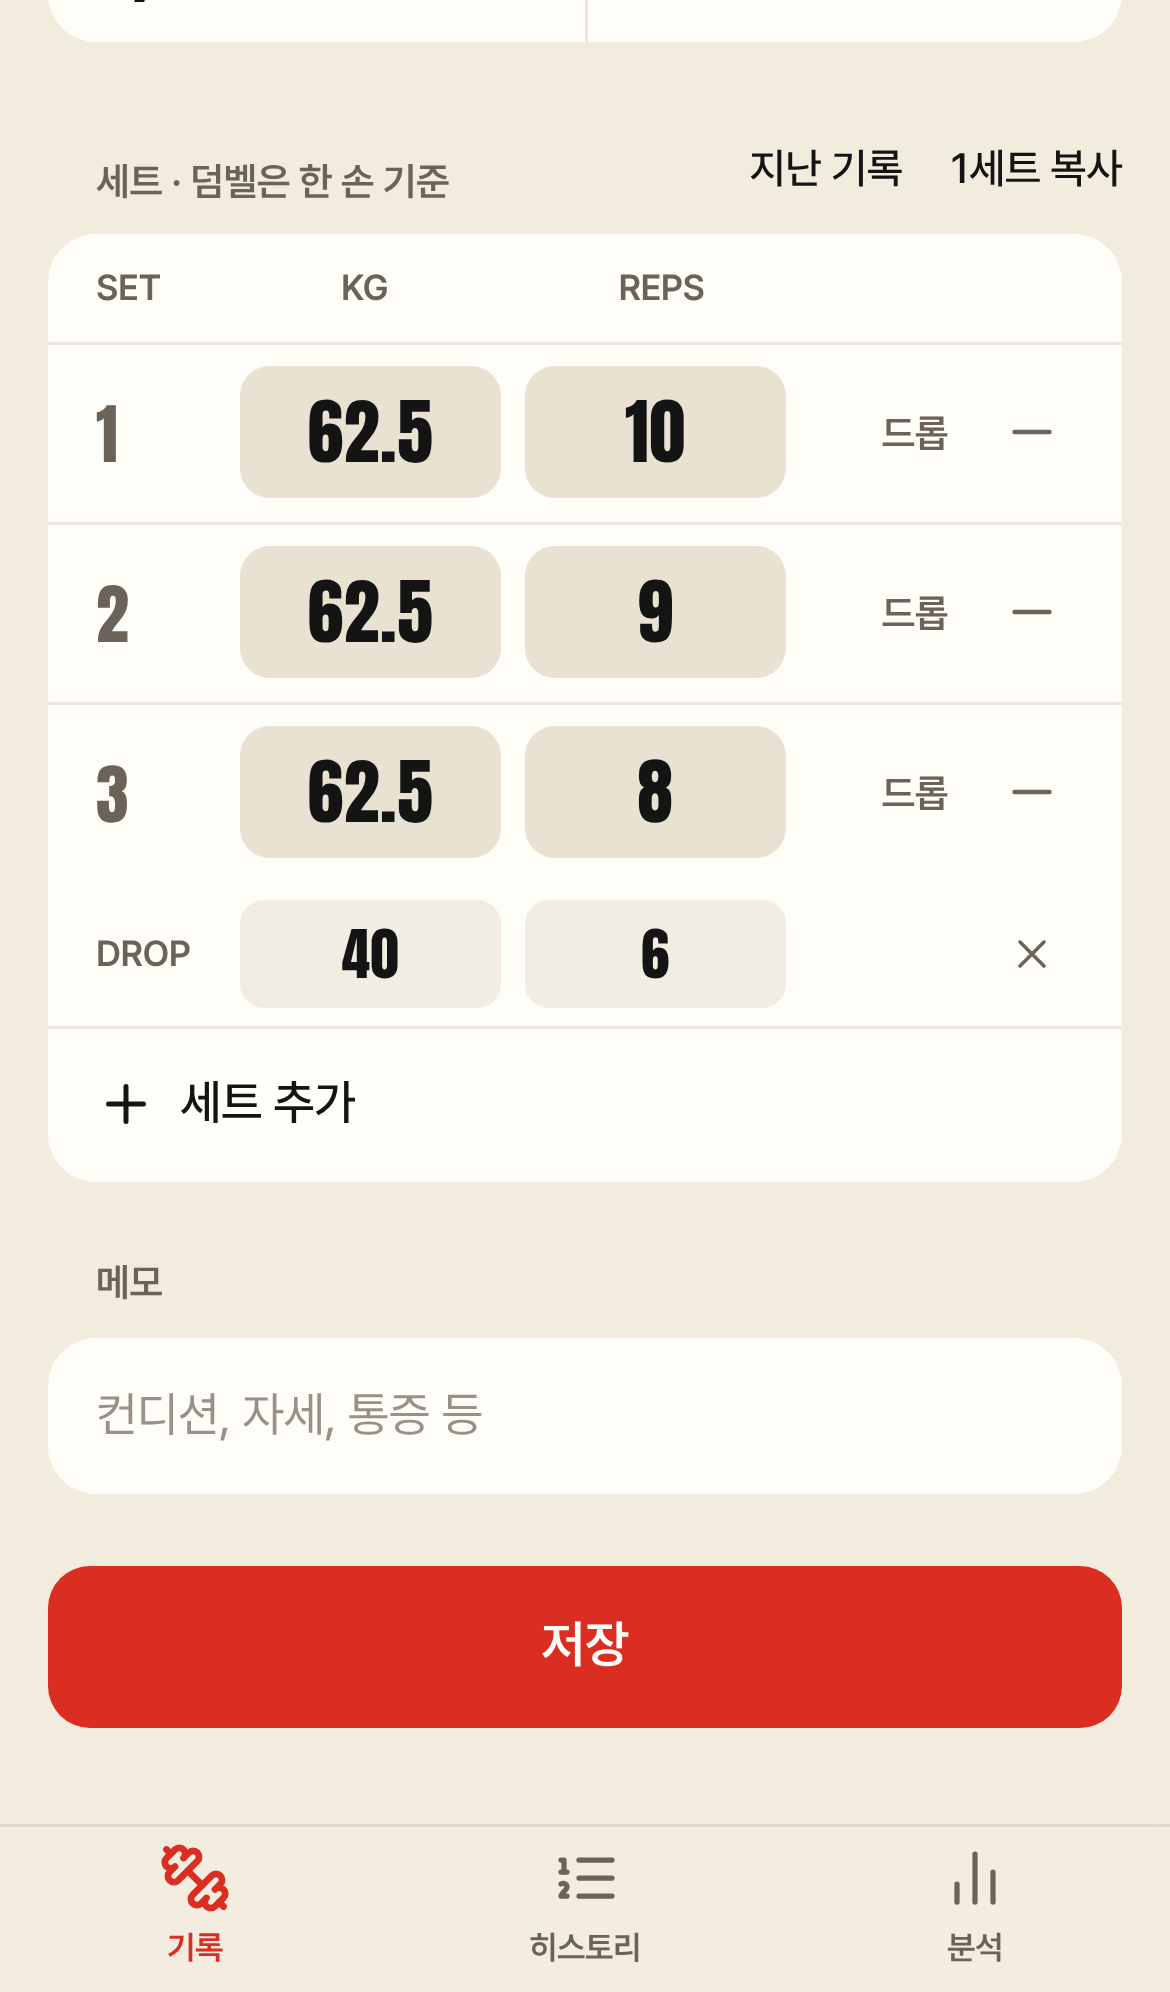 세트 · 덤벨은 한 손 기준 지난 기록 1세트 복사
SET KG REPS
1 62.5 10 드롭
2 62.5 9 드롭
3 62.5 8 드롭
DROP 40 6
세트 추가
메모
컨디션, 자세, 통증 등
저장
기록 히스토리 분석